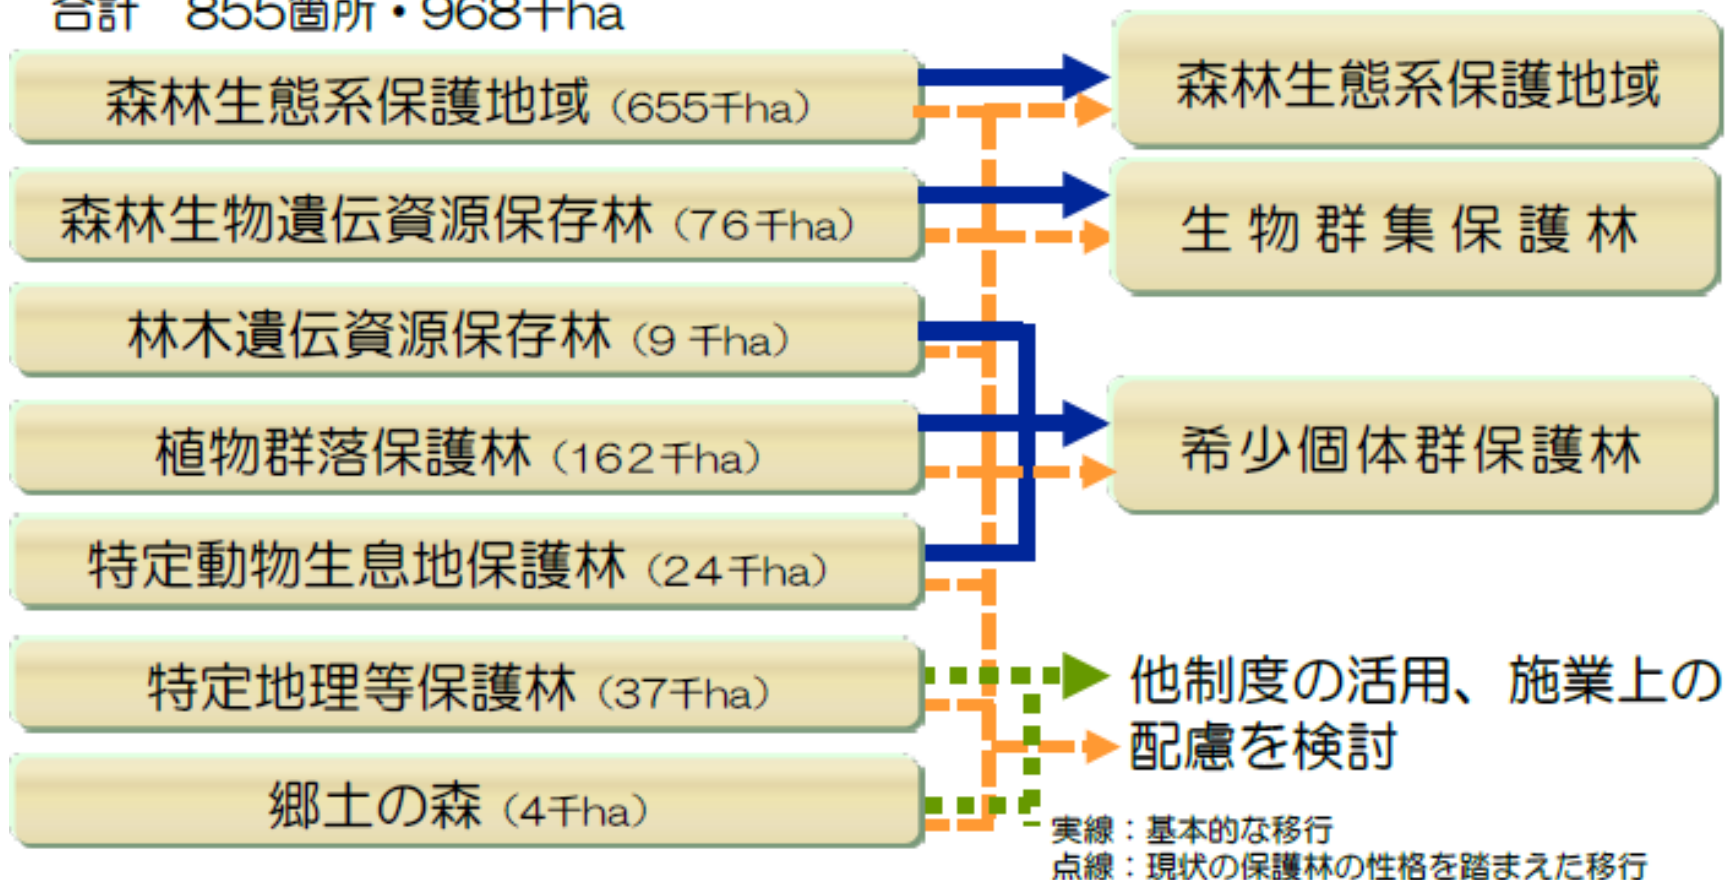 合計　855箇所・968千ha
森林生態系保護地域（655千ha）
森林生物遺伝資源保存林（76千ha）
林木遺伝資源保存林（9千ha）
植物群落保護林（162千ha）
特定動物生息地保護林（24千ha）
特定地理等保護林（37千ha）
郷土の森（4千ha）
森林生態系保護地域
生物群集保護林
希少個体群保護林
他制度の活用、施業上の
配慮を検討
実線：基本的な移行
点線：現状の保護林の性格を踏まえた移行